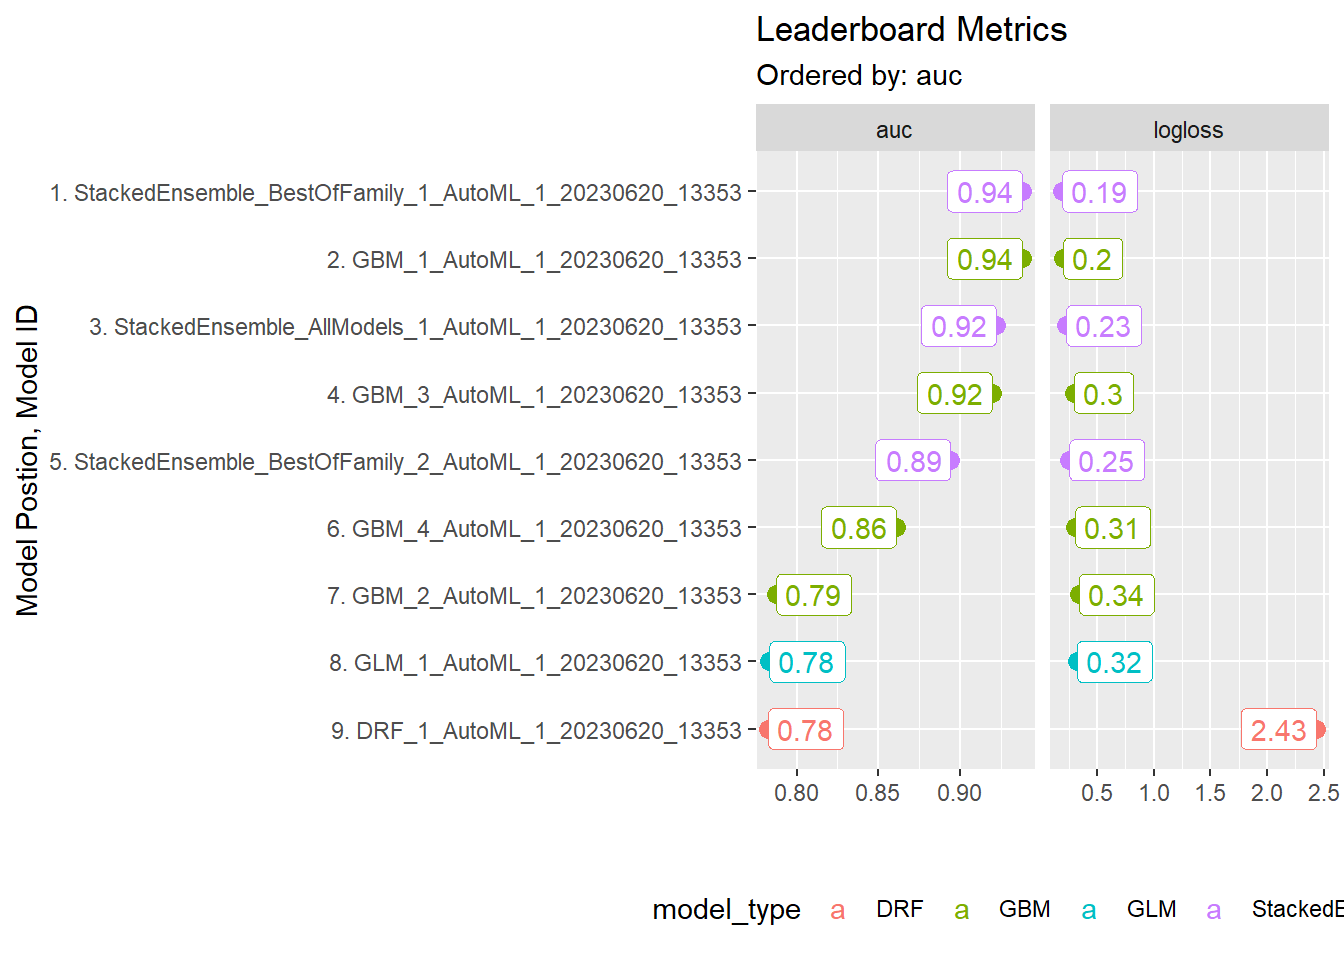 Leaderboard Metrics
Ordered by: auc
auc logloss
Model Postion, Model ID
1. StackedEnsemble_BestOfFamily_1_AutoML_1_20230620_13353 0.94 0.19
2. GBM_1_AutoML_1_20230620_13353 0.94 0.2
3. StackedEnsemble_AllModels_1_AutoML_1_20230620_13353 0.92 0.23
4. GBM_3_AutoML_1_20230620_13353 0.92 0.3
5. StackedEnsemble_BestOfFamily_2_AutoML_1_20230620_13353 0.89 0.25
6. GBM_4_AutoML_1_20230620_13353 0.86 0.31
7. GBM_2_AutoML_1_20230620_13353 0.79 0.34
8. GLM_1_AutoML_1_20230620_13353 0.78 0.32
9. DRF_1_AutoML_1_20230620_13353 0.78 2.43
0.80 0.85 0.90 0.5 1.0 1.5 2.0 2.5
model_type a DRF a GBM a GLM a StackedE